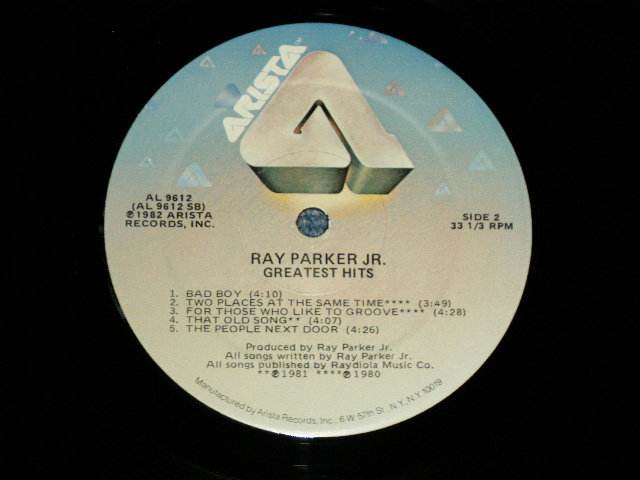 ARISTA™
AL 9612
(AL 9612 SB)
℗1982 ARISTA
RECORDS, INC.
SIDE 2
33 1/3 RPM
RAY PARKER JR.
GREATEST HITS
1. BAD BOY (4:10)
2. TWO PLACES AT THE SAME TIME**** (3:49)
3. FOR THOSE WHO LIKE TO GROOVE**** (4:28)
4. THAT OLD SONG** (4:07)
5. THE PEOPLE NEXT DOOR (4:26)
Produced by Ray Parker Jr.
All songs written by Ray Parker Jr.
All songs published by Raydiola Music Co.
**℗1981 ****℗1980
Manufactured by Arista Records, Inc., 6 W. 57th St., N.Y., N.Y. 10019